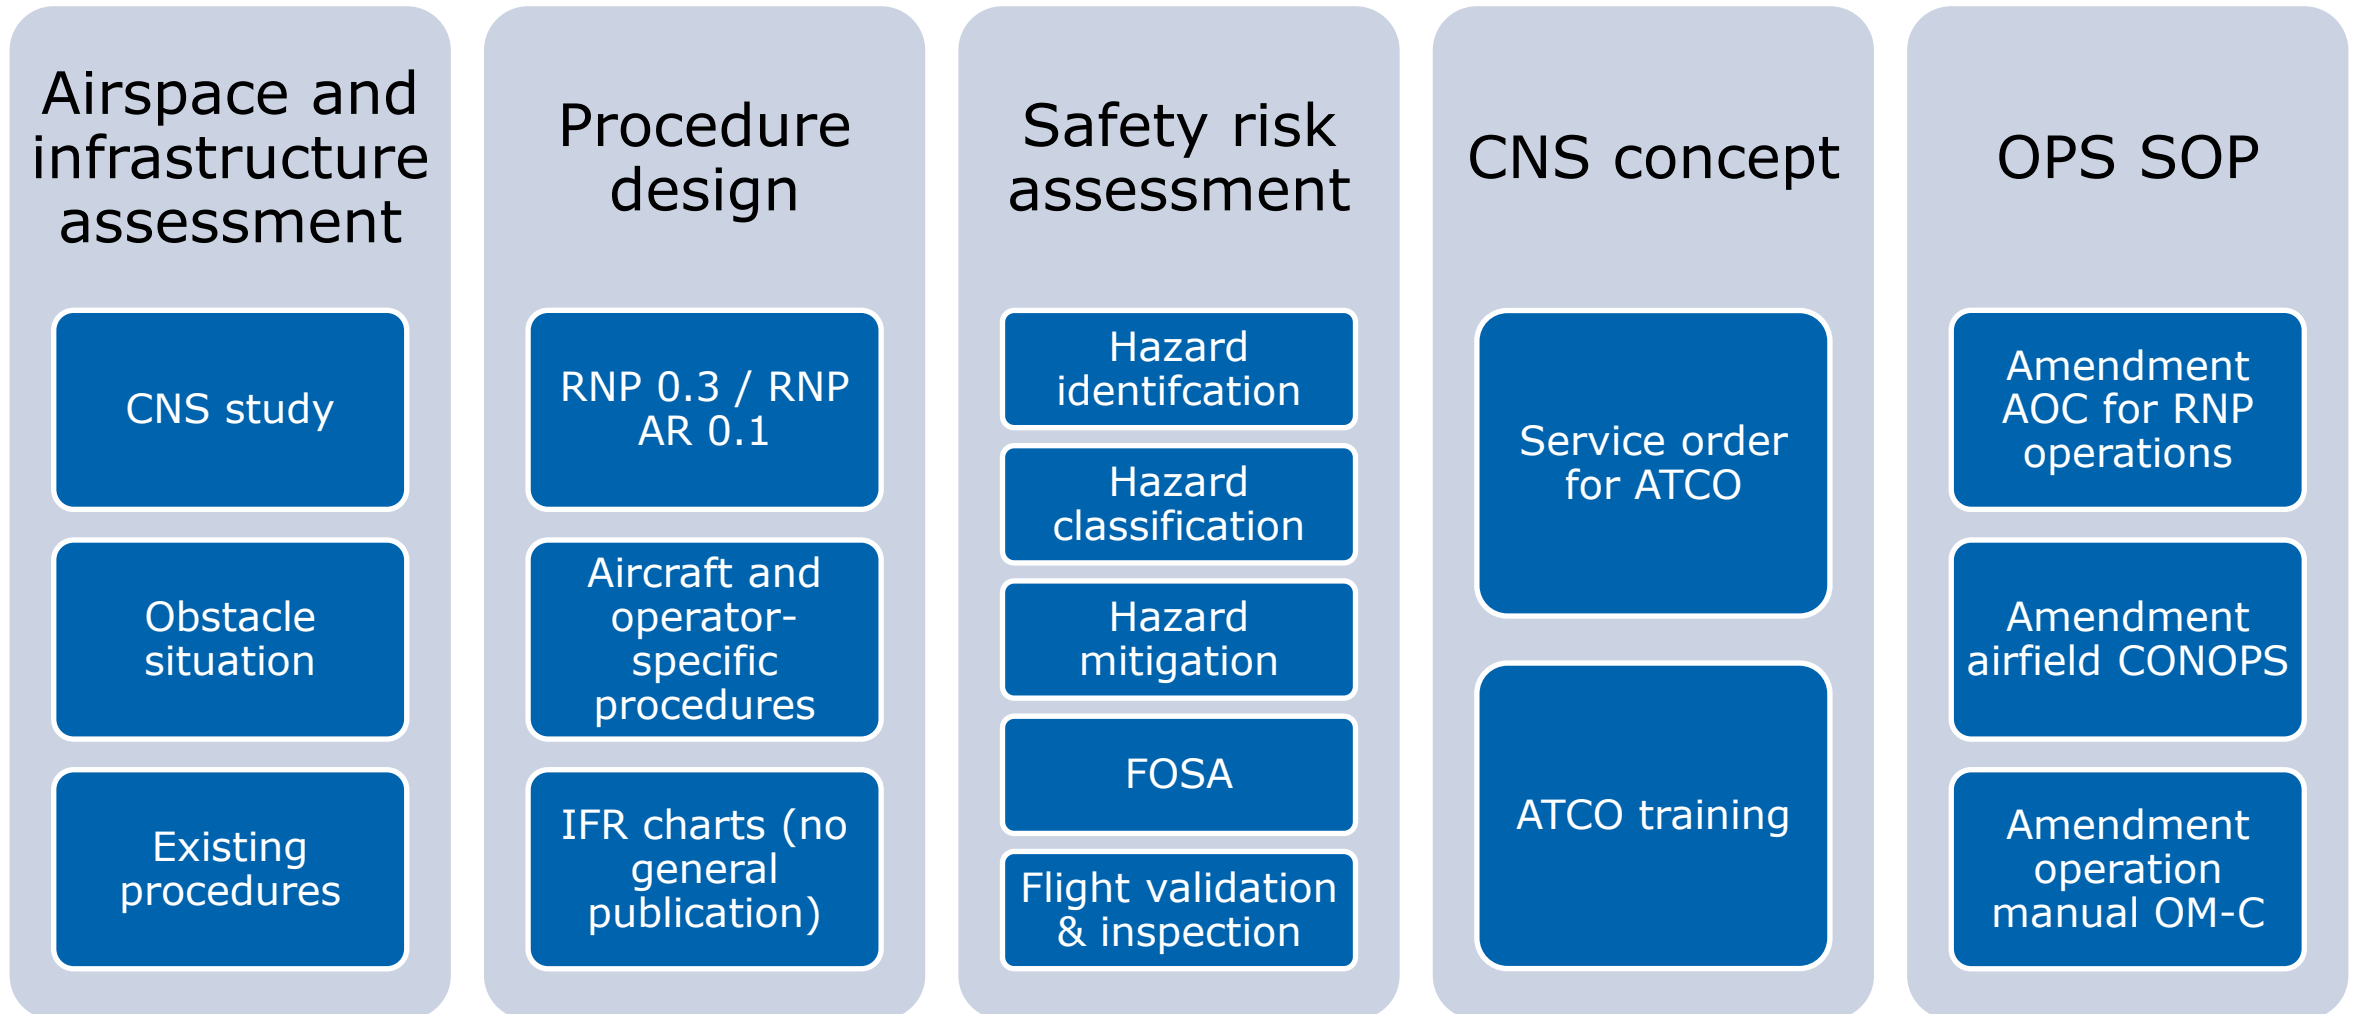 Airspace and
infrastructure
assessment
CNS study
Obstacle
situation
Existing
procedures
Procedure
design
RNP 0.3 / RNP
AR 0.1
Aircraft and
operator-
specific
procedures
IFR charts (no
general
publication)
Safety risk
assessment
Hazard
identifcation
Hazard
classification
Hazard
mitigation
FOSA
Flight validation
& inspection
CNS concept
Service order
for ATCO
ATCO training
OPS SOP
Amendment
AOC for RNP
operations
Amendment
airfield CONOPS
Amendment
operation
manual OM-C